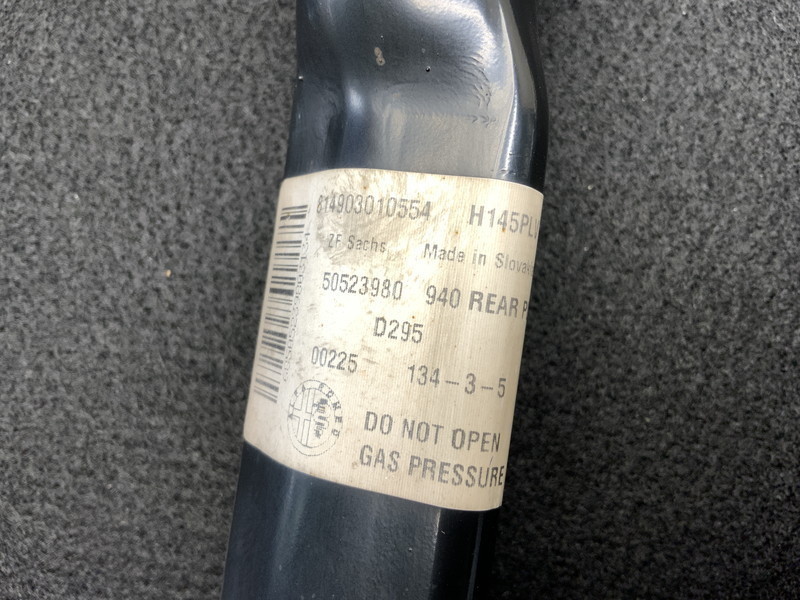 814903010554 H145PL
ZF Sachs Made in Slovak
50523980 940 REAR
D295
00225 134-3-5
DO NOT OPEN
GAS PRESSURE